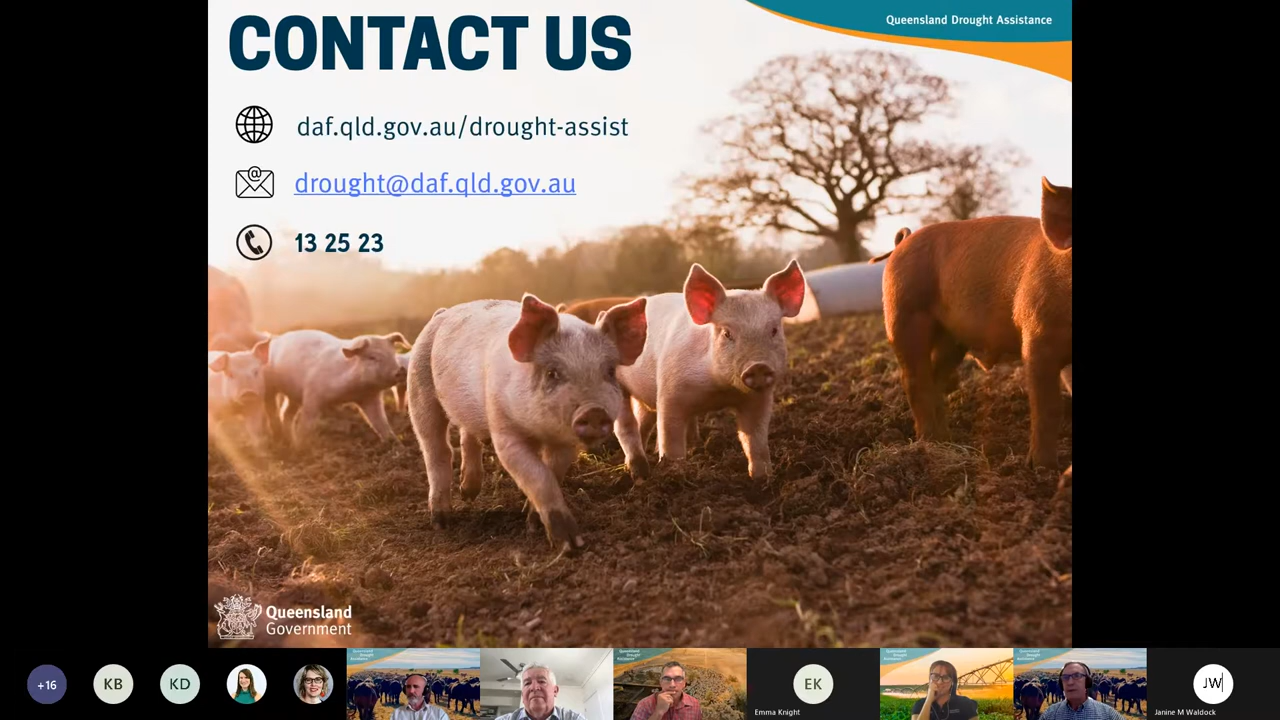 CONTACT US
Queensland Drought Assistance
daf.qld.gov.au/drought-assist
@
drought@daf.qld.gov.au
13 25 23
Queensland
Government
+16
KB
KD
EK
Emma Knight
JW
Janine M Waldock